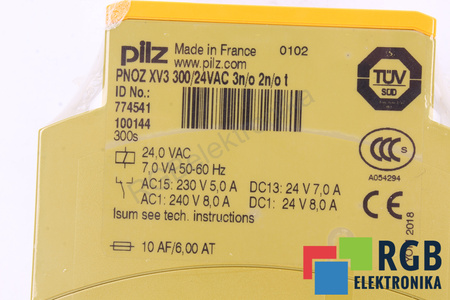 pilz Made in France 0102
www.pilz.com
PNOZ XV3 300/24VAC 3n/o 2n/o t
ID No.:
774541
100144
300s
24,0 VAC
7,0 VA 50-60 Hz
AC15: 230 V 5,0 A DC13: 24 V 7,0 A
AC1: 240 V 8,0 A DC1: 24 V 8,0 A
Isum see tech. instructions
10 AF/6,00 AT
TÜV
SÜD
CCC S
A054294
CE
2018
RGB
ELEKTRONIKA